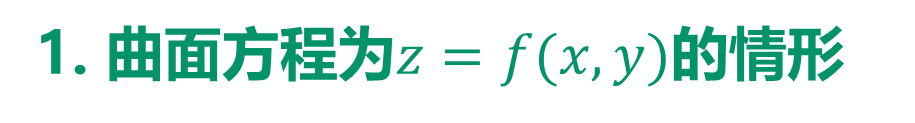 1. 曲面方程为z = f(x, y)的情形